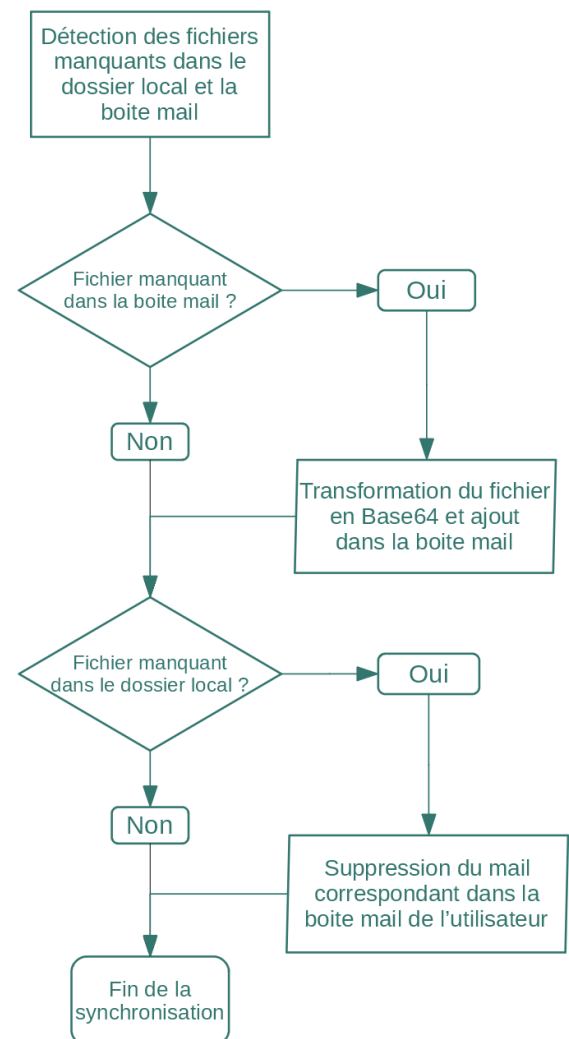 Détection des fichiers
manquants dans le
dossier local et la
boite mail
Fichier manquant
dans la boite mail ?
Oui
Non
Transformation du fichier
en Base64 et ajout
dans la boite mail
Fichier manquant
dans le dossier local ?
Oui
Non
Suppression du mail
correspondant dans la
boite mail de l’utilisateur
Fin de la
synchronisation